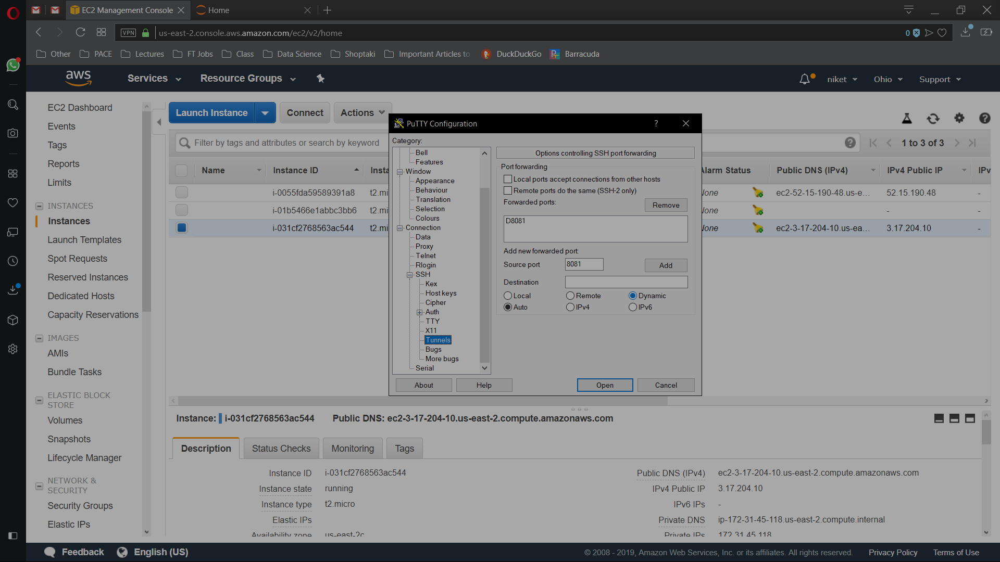 EC2 Management Console
Home
VPN
us-east-2.console.aws.amazon.com/ec2/v2/home
0
Other
PACE
Lectures
FT Jobs
Class
Data Science
Shoptaki
Important Articles to
DuckDuckGo
Barracuda
aws
Services
Resource Groups
niket
Ohio
Support
EC2 Dashboard
Events
Tags
Reports
Limits
INSTANCES
Instances
Launch Templates
Spot Requests
Reserved Instances
Dedicated Hosts
Capacity Reservations
IMAGES
AMIs
Bundle Tasks
ELASTIC BLOCK
STORE
Volumes
Snapshots
Lifecycle Manager
NETWORK &
SECURITY
Security Groups
Elastic IPs
Launch Instance
Connect
Actions
Filter by tags and attributes or search by keyword
1 to 3 of 3
Name
Instance ID
Insta
Alarm Status
Public DNS (IPv4)
IPv4 Public IP
IPv
i-0055fda59589391a8
t2.mi
None
ec2-52-15-190-48.us-e...
52.15.190.48
-
i-01b5466e1abbc3bb6
t2.mi
None
-
-
i-031cf2768563ac544
t2.mi
None
ec2-3-17-204-10.us-ea...
3.17.204.10
-
PuTTY Configuration
?
Category:
Bell
Features
Window
Appearance
Behaviour
Translation
Selection
Colours
Connection
Data
Proxy
Telnet
Rlogin
SSH
Kex
Host keys
Cipher
Auth
TTY
X11
Tunnels
Bugs
More bugs
Serial
Options controlling SSH port forwarding
Port forwarding
Local ports accept connections from other hosts
Remote ports do the same (SSH-2 only)
Forwarded ports:
Remove
D8081
Add new forwarded port:
Source port
8081
Add
Destination
Local
Remote
Dynamic
Auto
IPv4
IPv6
About
Help
Open
Cancel
Instance: i-031cf2768563ac544
Public DNS: ec2-3-17-204-10.us-east-2.compute.amazonaws.com
Description
Status Checks
Monitoring
Tags
Instance ID
i-031cf2768563ac544
Public DNS (IPv4)
ec2-3-17-204-10.us-east-2.compute.amazonaws.com
Instance state
running
IPv4 Public IP
3.17.204.10
Instance type
t2.micro
IPv6 IPs
-
Elastic IPs
Private DNS
ip-172-31-45-118.us-east-2.compute.internal
Availability zone
us-east-2c
Private IPs
172.31.45.118
Feedback
English (US)
© 2008 - 2019, Amazon Web Services, Inc. or its affiliates. All rights reserved.
Privacy Policy
Terms of Use